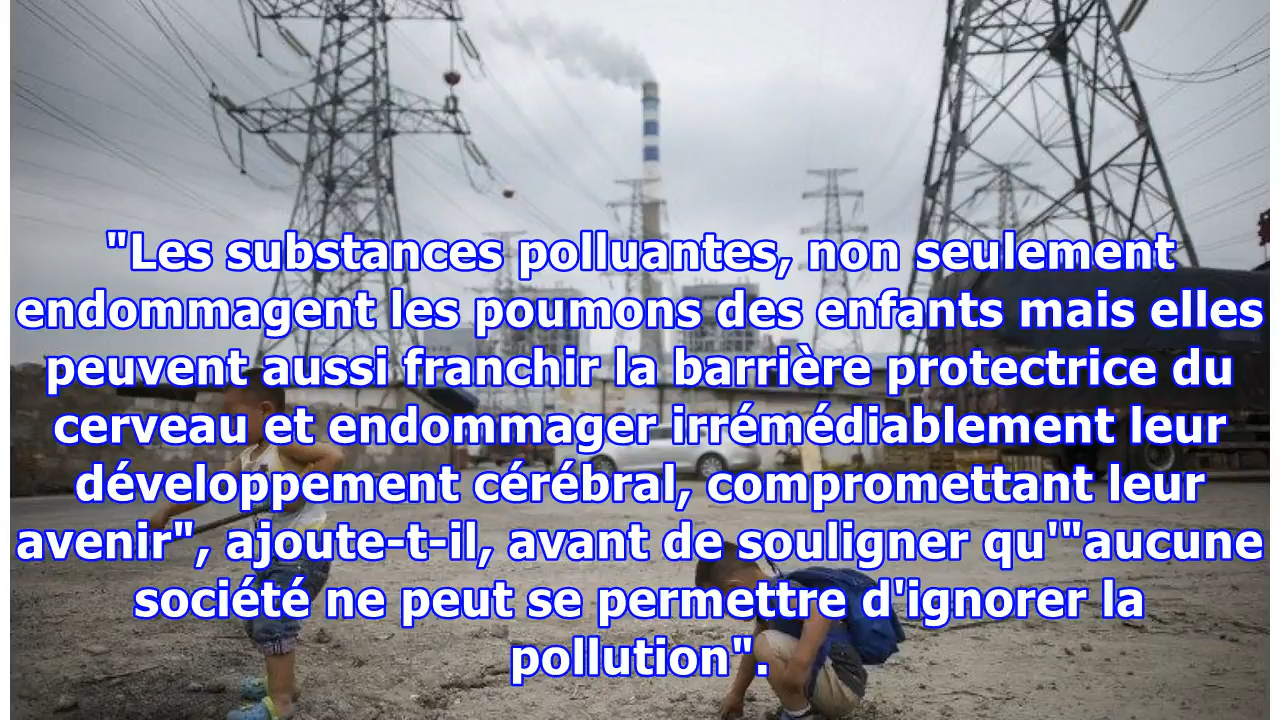 "Les substances polluantes, non seulement
endommagent les poumons des enfants mais elles
peuvent aussi franchir la barrière protectrice du
cerveau et endommager irrémédiablement leur
développement cérébral, compromettant leur
avenir", ajoute-t-il, avant de souligner qu'"aucune
société ne peut se permettre d'ignorer la
pollution".